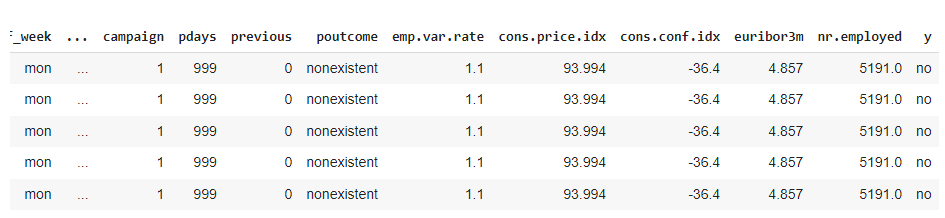 f_week ... campaign pdays previous poutcome emp.var.rate cons.price.idx cons.conf.idx euribor3m nr.employed y
mon ... 1 999 0 nonexistent 1.1 93.994 -36.4 4.857 5191.0 no
mon ... 1 999 0 nonexistent 1.1 93.994 -36.4 4.857 5191.0 no
mon ... 1 999 0 nonexistent 1.1 93.994 -36.4 4.857 5191.0 no
mon ... 1 999 0 nonexistent 1.1 93.994 -36.4 4.857 5191.0 no
mon ... 1 999 0 nonexistent 1.1 93.994 -36.4 4.857 5191.0 no